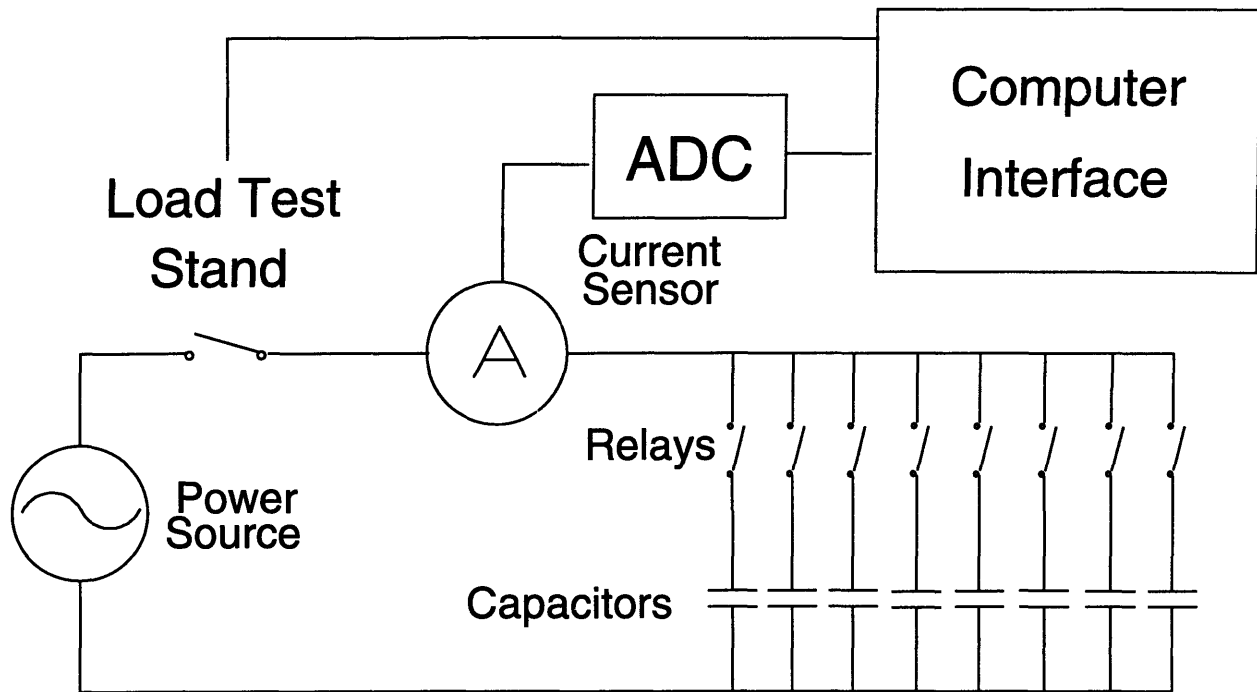 Computer
Interface
ADC
Load Test
Stand
Current
Sensor
A
Relays
Power
Source
Capacitors